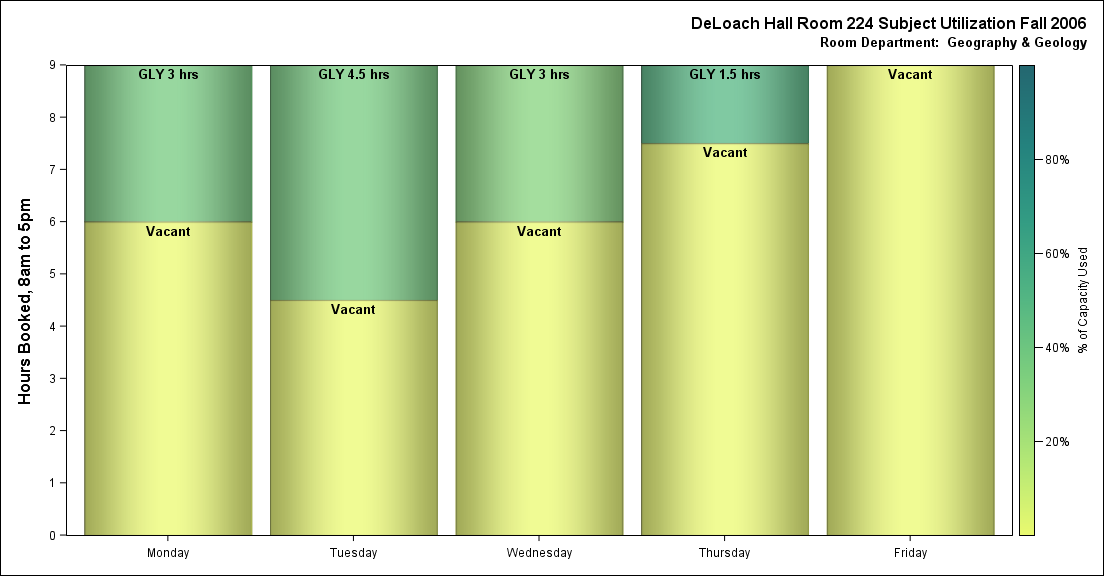 DeLoach Hall Room 224 Subject Utilization Fall 2006
Room Department:  Geography & Geology
Hours Booked, 8am to 5pm
9
8
7
6
5
4
3
2
1
0
GLY 3 hrs
GLY 4.5 hrs
GLY 3 hrs
GLY 1.5 hrs
Vacant
Vacant
Vacant
Vacant
Vacant
Monday
Tuesday
Wednesday
Thursday
Friday
80%
60%
40%
20%
% of Capacity Used